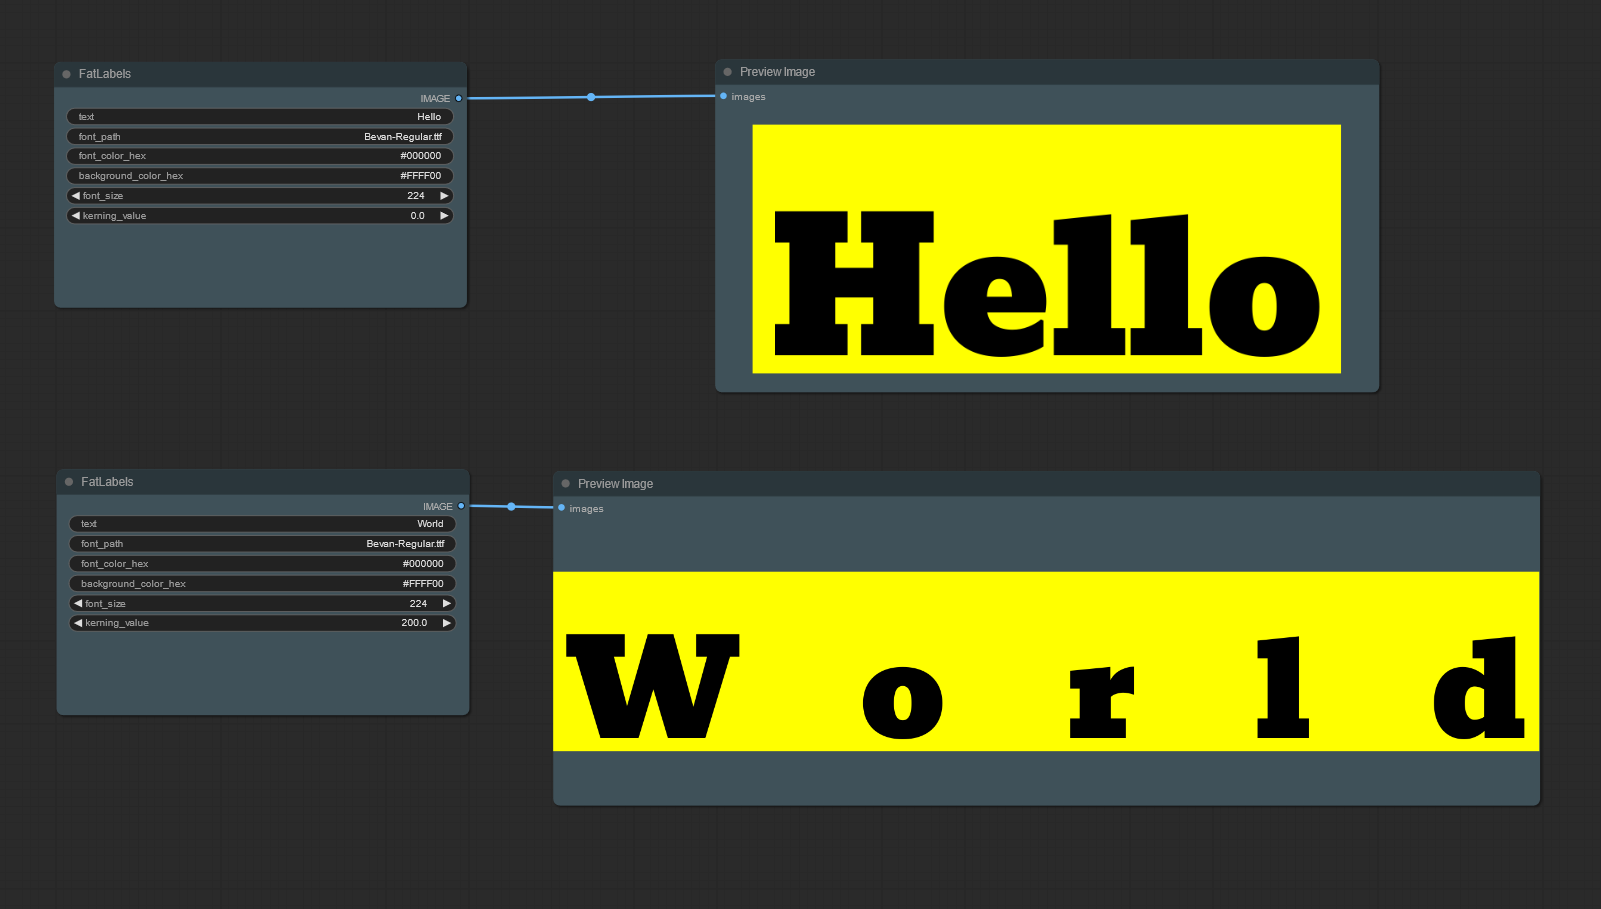 FatLabels
IMAGE
text Hello
font_path Bevan-Regular.ttf
font_color_hex #000000
background_color_hex #FFFF00
font_size 224
kerning_value 0.0
Preview Image
images
Hello
FatLabels
IMAGE
text World
font_path Bevan-Regular.ttf
font_color_hex #000000
background_color_hex #FFFF00
font_size 224
kerning_value 200.0
Preview Image
images
W o r l d